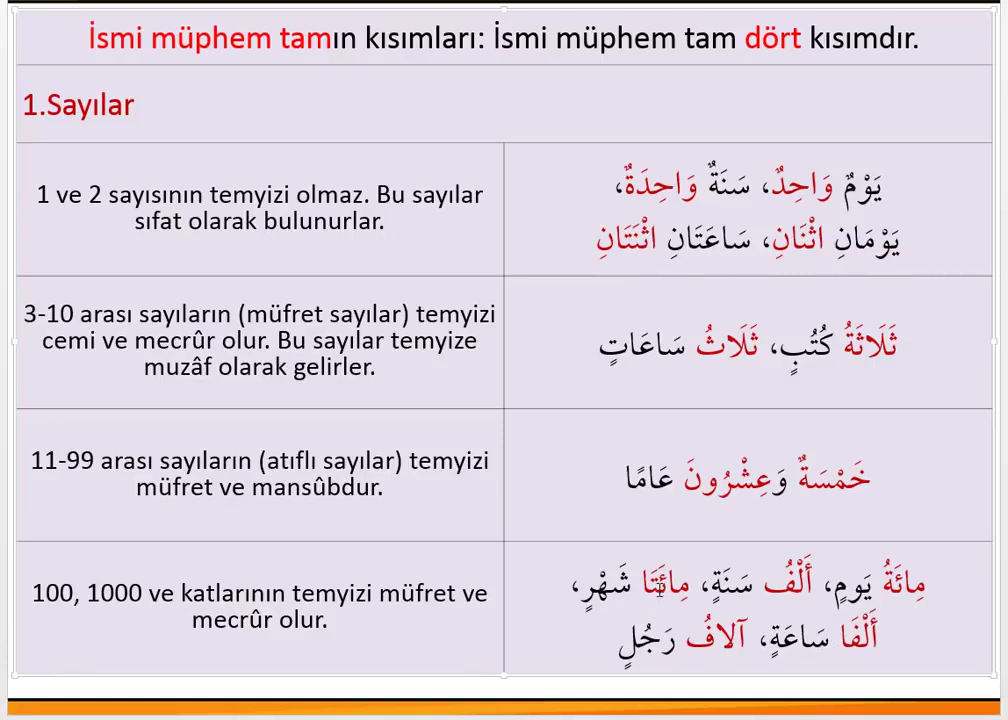 İsmi müphem tamın kısımları: İsmi müphem tam dört kısımdır.
1.Sayılar
1 ve 2 sayısının temyizi olmaz. Bu sayılar
sıfat olarak bulunurlar.
يَوْمٌ وَاحِدٌ، سَنَةٌ وَاحِدَةٌ،
يَوْمَانِ اثْنَانِ، سَاعَتَانِ اثْنَتَانِ
3-10 arası sayıların (müfret sayılar) temyizi
cemi ve mecrûr olur. Bu sayılar temyize
muzâf olarak gelirler.
ثَلَاثَةُ كُتُبٍ، ثَلَاثُ سَاعَاتٍ
11-99 arası sayıların (atıflı sayılar) temyizi
müfret ve mansûbdur.
خَمْسَةٌ وَعِشْرُونَ عَامًا
100, 1000 ve katlarının temyizi müfret ve
mecrûr olur.
مِائَةُ يَومٍ، أَلْفُ سَنَةٍ، مِائَتَا شَهْرٍ،
أَلْفَا سَاعَةٍ، آلافُ رَجُلٍ